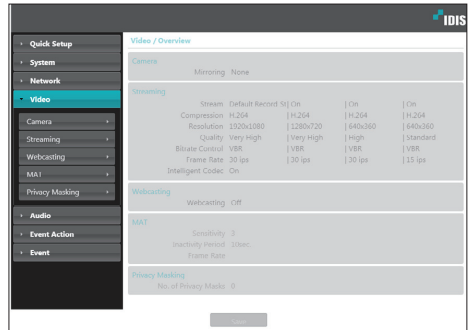 IDIS
Quick Setup
System
Network
Video
Camera
Streaming
Webcasting
MAT
Privacy Masking
Audio
Event Action
Event
Video / Overview
Camera
Mirroring None
Streaming
Stream Default Record St| On | On | On
Compression H.264 | H.264 | H.264 | H.264
Resolution 1920x1080 | 1280x720 | 640x360 | 640x360
Quality Very High | Very High | High | Standard
Bitrate Control VBR | VBR | VBR | VBR
Frame Rate 30 ips | 30 ips | 30 ips | 15 ips
Intelligent Codec On
Webcasting
Webcasting Off
MAT
Sensitivity 3
Inactivity Period 10sec.
Frame Rate
Privacy Masking
No. of Privacy Masks 0
Save